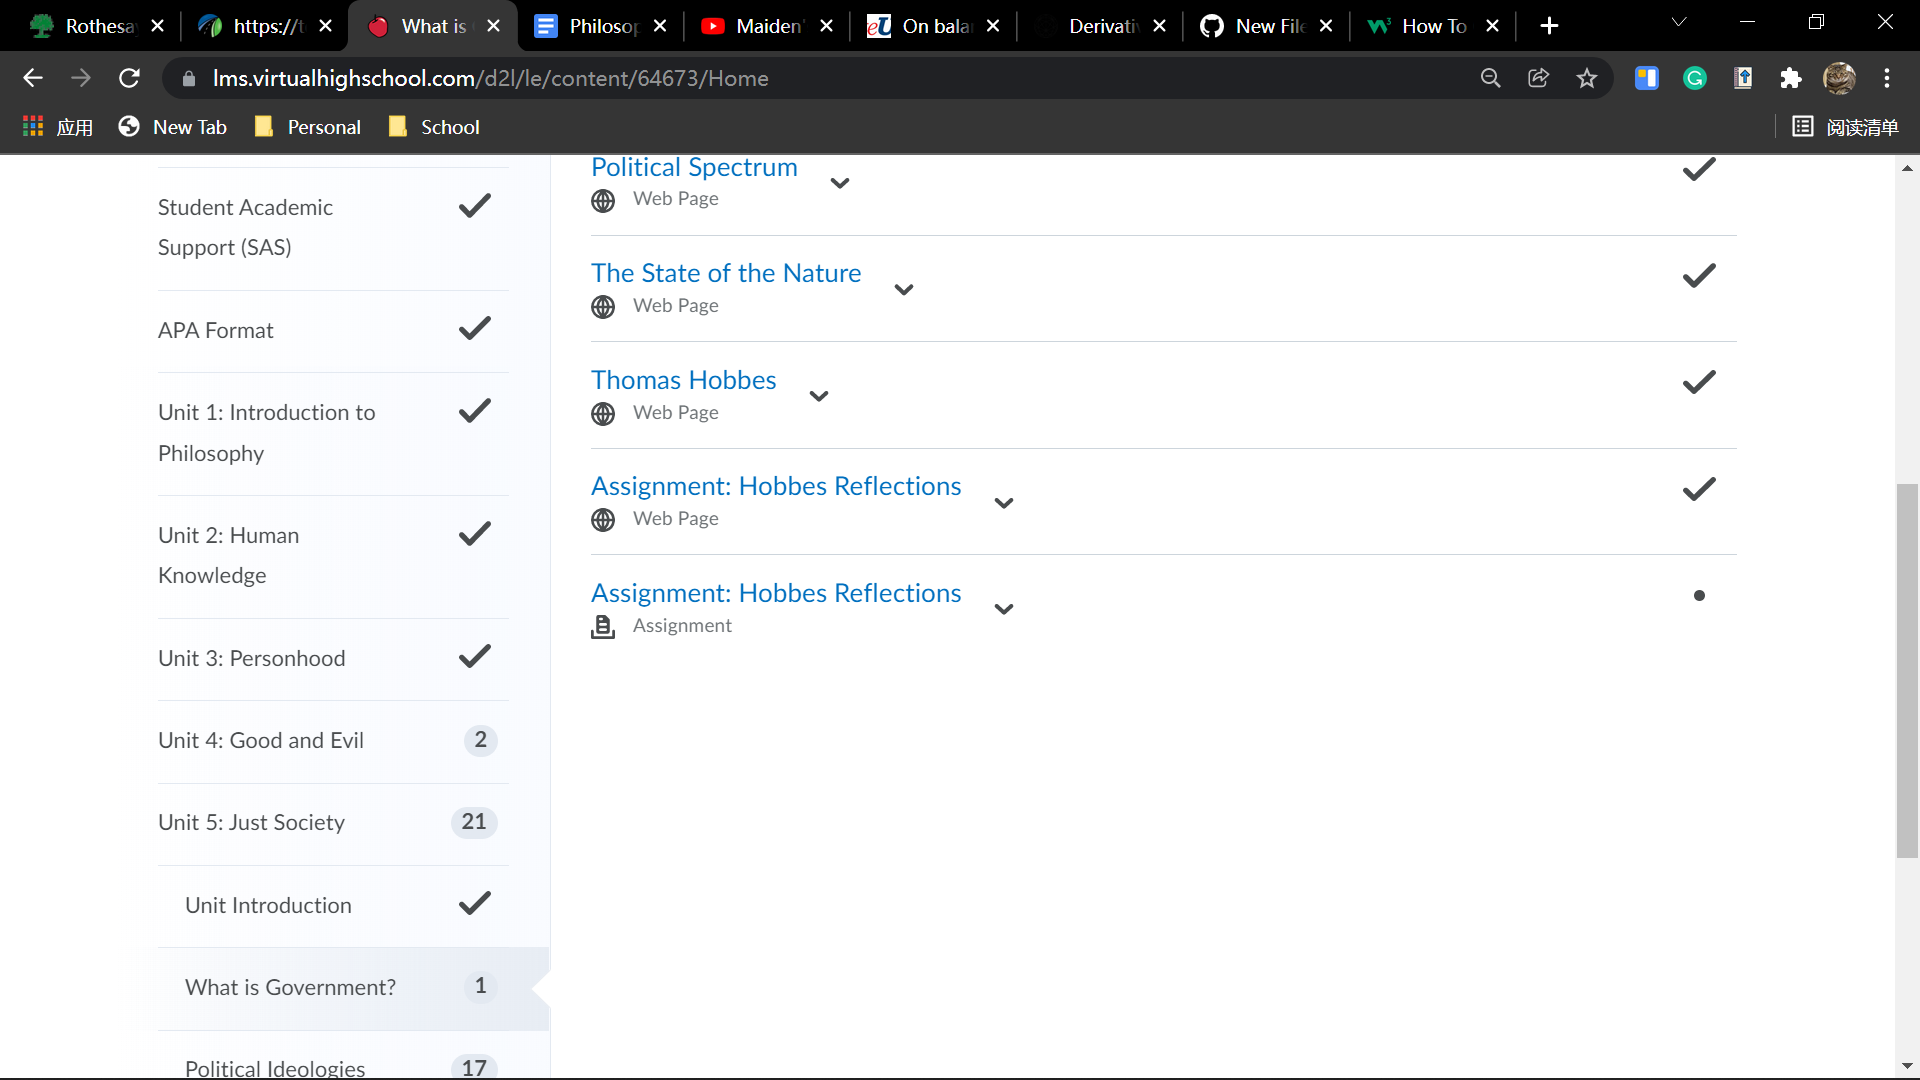 Rothesa
https://t
What is
Philosop
Maiden'
On bala
Derivativ
New File
How To
lms.virtualhighschool.com/d2l/le/content/64673/Home
应用
New Tab
Personal
School
阅读清单
Student Academic
Support (SAS)
APA Format
Unit 1: Introduction to
Philosophy
Unit 2: Human
Knowledge
Unit 3: Personhood
Unit 4: Good and Evil
2
Unit 5: Just Society
21
Unit Introduction
What is Government?
1
Political Ideologies
17
Political Spectrum
Web Page
The State of the Nature
Web Page
Thomas Hobbes
Web Page
Assignment: Hobbes Reflections
Web Page
Assignment: Hobbes Reflections
Assignment